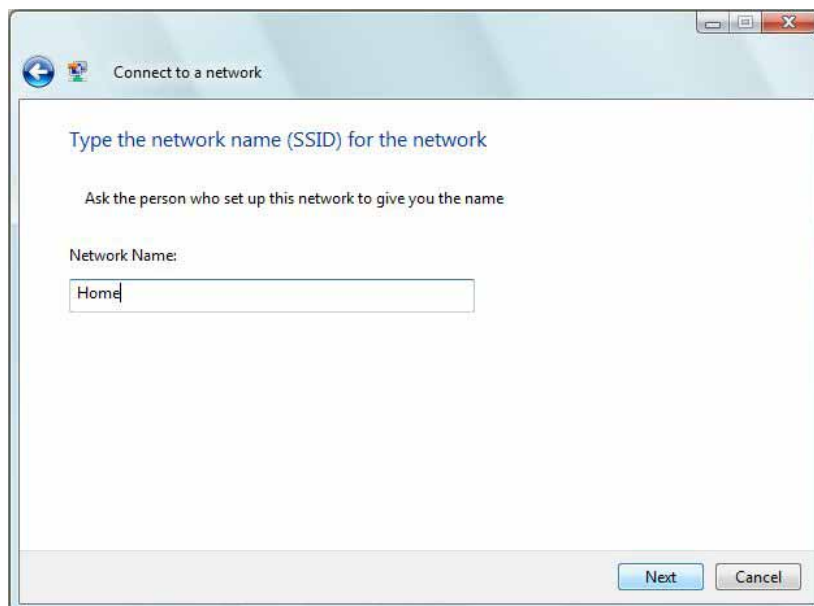 Connect to a network
Type the network name (SSID) for the network
Ask the person who set up this network to give you the name
Network Name:
Home
Next Cancel